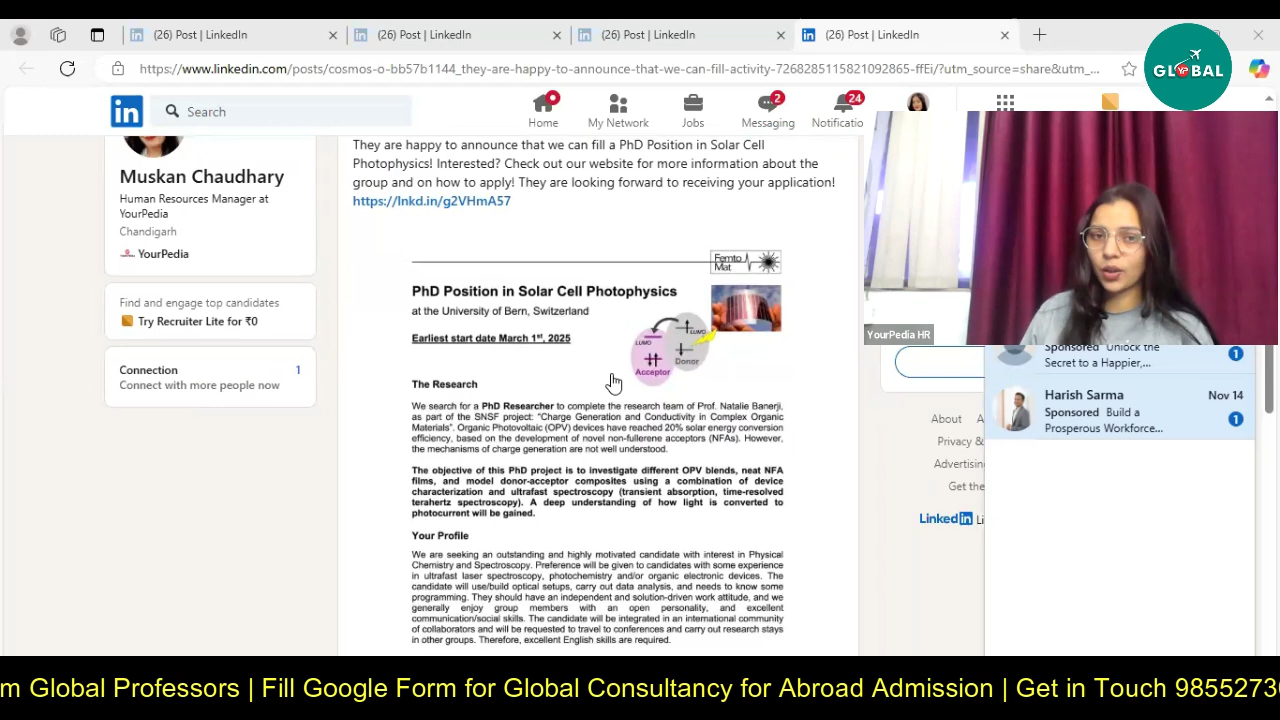 (26) Post | LinkedIn
(26) Post | LinkedIn
(26) Post | LinkedIn
(26) Post | LinkedIn
https://www.linkedin.com/posts/cosmos-o-bb57b1144_they-are-happy-to-announce-that-we-can-fill-activity-7268285115821092865-ffEi/?utm_source=share&utm_...
GL YP BAL
in
Search
Home
My Network
Jobs
2
Messaging
24
Notificatio
Muskan Chaudhary
Human Resources Manager at
YourPedia
Chandigarh
YourPedia
Find and engage top candidates
Try Recruiter Lite for ₹0
Connection 1
Connect with more people now
They are happy to announce that we can fill a PhD Position in Solar Cell
Photophysics! Interested? Check out our website for more information about the
group and on how to apply! They are looking forward to receiving your application!
https://lnkd.in/g2VHmA57
Femto
Mat
PhD Position in Solar Cell Photophysics
at the University of Bern, Switzerland
Earliest start date March 1st, 2025
LUMO
LUMO
Donor
Acceptor
The Research
We search for a PhD Researcher to complete the research team of Prof. Natalie Banerji,
as part of the SNSF project: “Charge Generation and Conductivity in Complex Organic
Materials”. Organic Photovoltaic (OPV) devices have reached 20% solar energy conversion
efficiency, based on the development of novel non-fullerene acceptors (NFAs). However,
the mechanisms of charge generation are not well understood.
The objective of this PhD project is to investigate different OPV blends, neat NFA
films, and model donor-acceptor composites using a combination of device
characterization and ultrafast spectroscopy (transient absorption, time-resolved
terahertz spectroscopy). A deep understanding of how light is converted to
photocurrent will be gained.
Your Profile
We are seeking an outstanding and highly motivated candidate with interest in Physical
Chemistry and Spectroscopy. Preference will be given to candidates with some experience
in ultrafast laser spectroscopy, photochemistry and/or organic electronic devices. The
candidate will use/build optical setups, carry out data analysis, and needs to know some
programming. They should have an independent and solution-driven work attitude, and we
generally enjoy group members with an open personality, and excellent
communication/social skills. The candidate will be integrated in an international community
of collaborators and will be requested to travel to conferences and carry out research stays
in other groups. Therefore, excellent English skills are required.
YourPedia HR
Sponsored Unlock the
Secret to a Happier,...
1
Harish Sarma Nov 14
Sponsored Build a
Prosperous Workforce...
1
About A
Privacy &
Advertisin
Get the
Linkedin Li
m Global Professors | Fill Google Form for Global Consultancy for Abroad Admission | Get in Touch 98552730